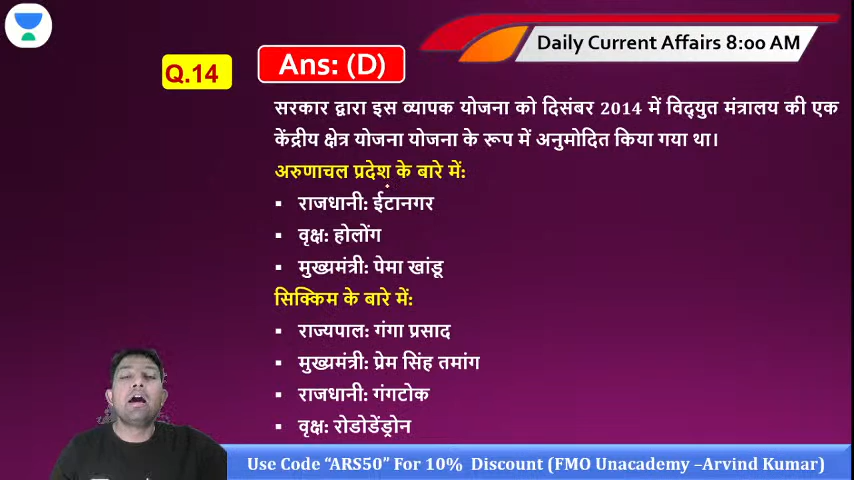 Daily Current Affairs 8:00 AM
Q.14
Ans: (D)
सरकार द्वारा इस व्यापक योजना को दिसंबर 2014 में विद्युत मंत्रालय की एक
केंद्रीय क्षेत्र योजना योजना के रूप में अनुमोदित किया गया था।
अरुणाचल प्रदेश के बारे में:
▪ राजधानी: ईटानगर
▪ वृक्ष: होलोंग
▪ मुख्यमंत्री: पेमा खांडू
सिक्किम के बारे में:
▪ राज्यपाल: गंगा प्रसाद
▪ मुख्यमंत्री: प्रेम सिंह तमांग
▪ राजधानी: गंगटोक
▪ वृक्ष: रोडोडेंड्रोन
Use Code “ARS50” For 10% Discount (FMO Unacademy –Arvind Kumar)